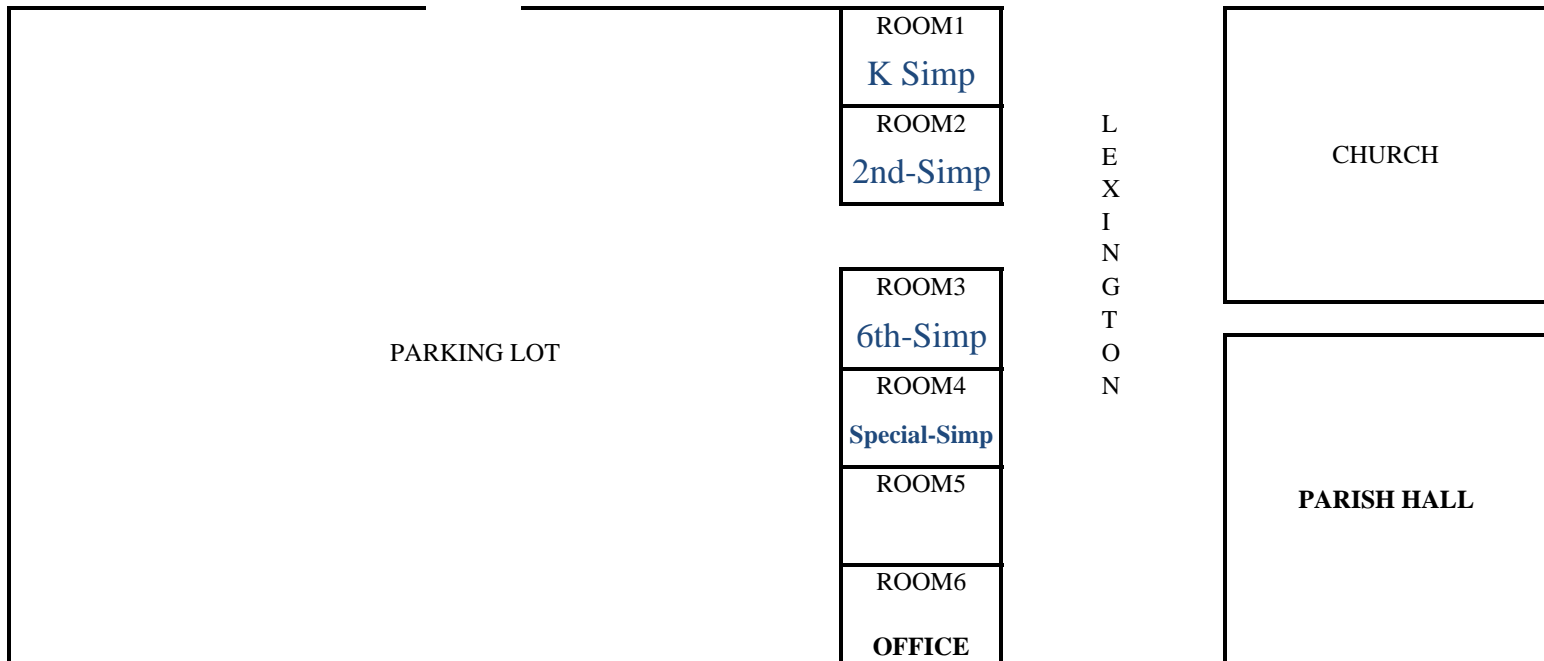 ROOM1
K Simp
ROOM2
2nd-Simp
LEXINGTON
CHURCH
ROOM3
6th-Simp
PARKING LOT
ROOM4
Special-Simp
ROOM5
PARISH HALL
ROOM6
OFFICE